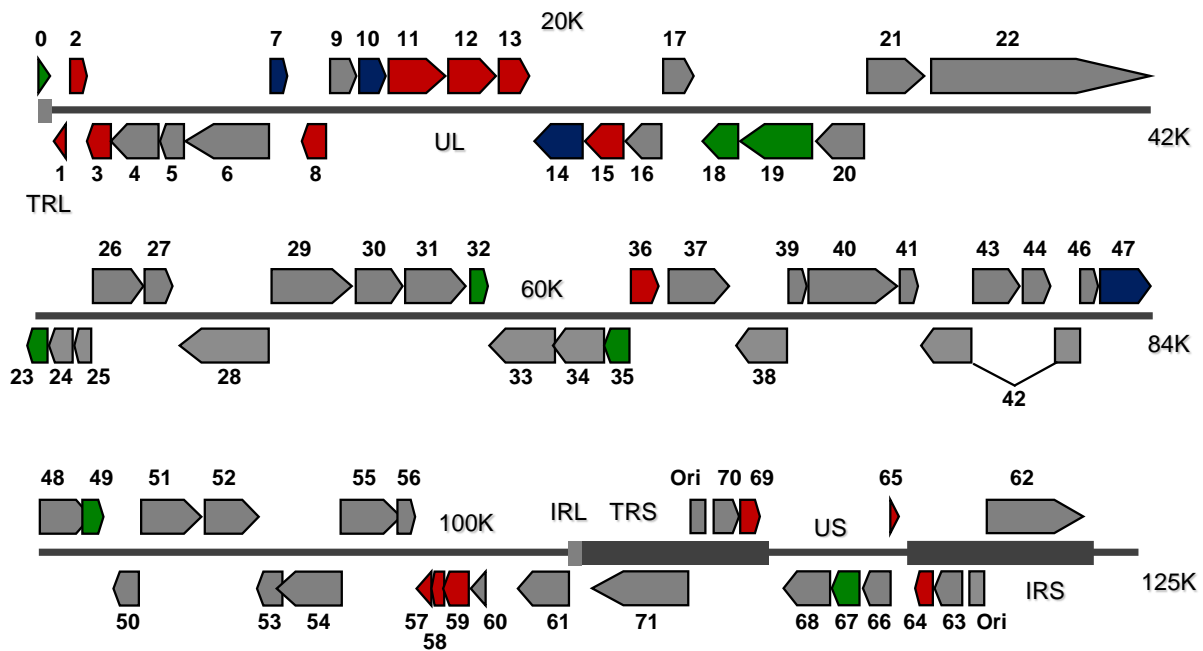 20K
0 2 7 9 10 11 12 13 17 21 22
UL 42K
1 3 4 5 6 8 14 15 16 18 19 20
TRL
26 27 29 30 31 32 36 37 39 40 41 43 44 46 47
60K
84K
23 24 25 28 33 34 35 38
42
48 49 51 52 55 56 Ori 70 69 65 62
100K IRL TRS US
125K
IRS
50 53 54 57 59 60 61 71 68 67 66 64 63 Ori
58